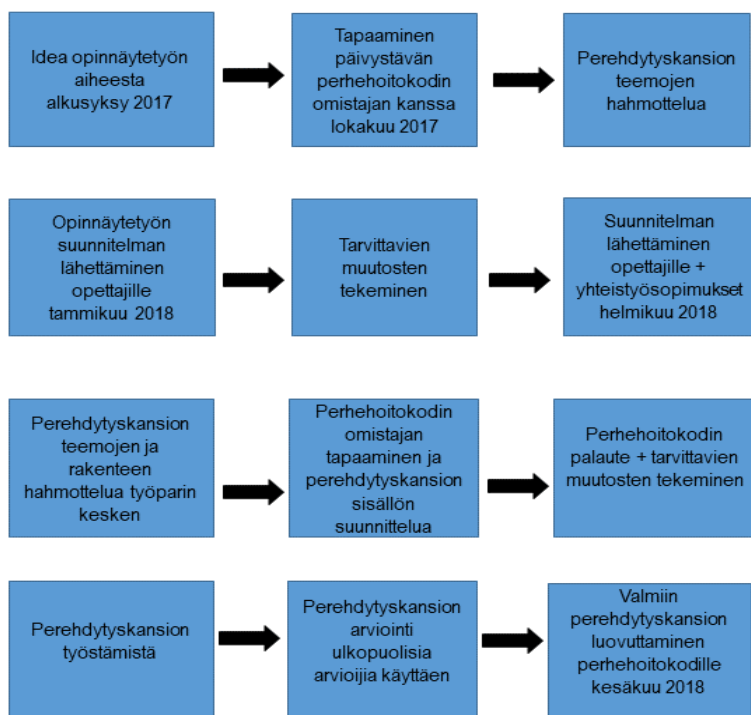 Idea opinnäytetyön
aiheesta
alkusyksy 2017
Tapaaminen
päivystävän
perhehoitokodin
omistajan kanssa
lokakuu 2017
Perehdytyskansion
teemojen
hahmottelua
Opinnäytetyön
suunnitelman
lähettäminen
opettajille
tammikuu 2018
Tarvittavien
muutosten
tekeminen
Suunnitelman
lähettäminen
opettajille +
yhteistyösopimukset
helmikuu 2018
Perehdytyskansion
teemojen ja
rakenteen
hahmottelua työparin
kesken
Perhehoitokodin
omistajan
tapaaminen ja
perehdytyskansion
sisällön
suunnittelua
Perhehoitokodin
palaute + tarvittavien
muutosten tekeminen
Perehdytyskansion
työstämistä
Perehdytyskansion
arviointi
ulkopuolisia
arvioijia käyttäen
Valmiin
perehdytyskansion
luovuttaminen
perhehoitokodille
kesäkuu 2018